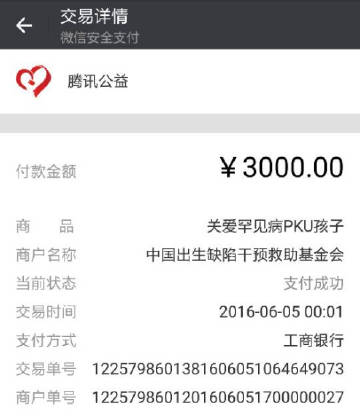 交易详情
微信安全支付
腾讯公益
付款金额 ¥3000.00
商 品 关爱罕见病PKU孩子
商户名称 中国出生缺陷干预救助基金会
当前状态 支付成功
交易时间 2016-06-05 00:01
支付方式 工商银行
交易单号 1225798601381606051064649073
商户单号 1225798601201606051700000027